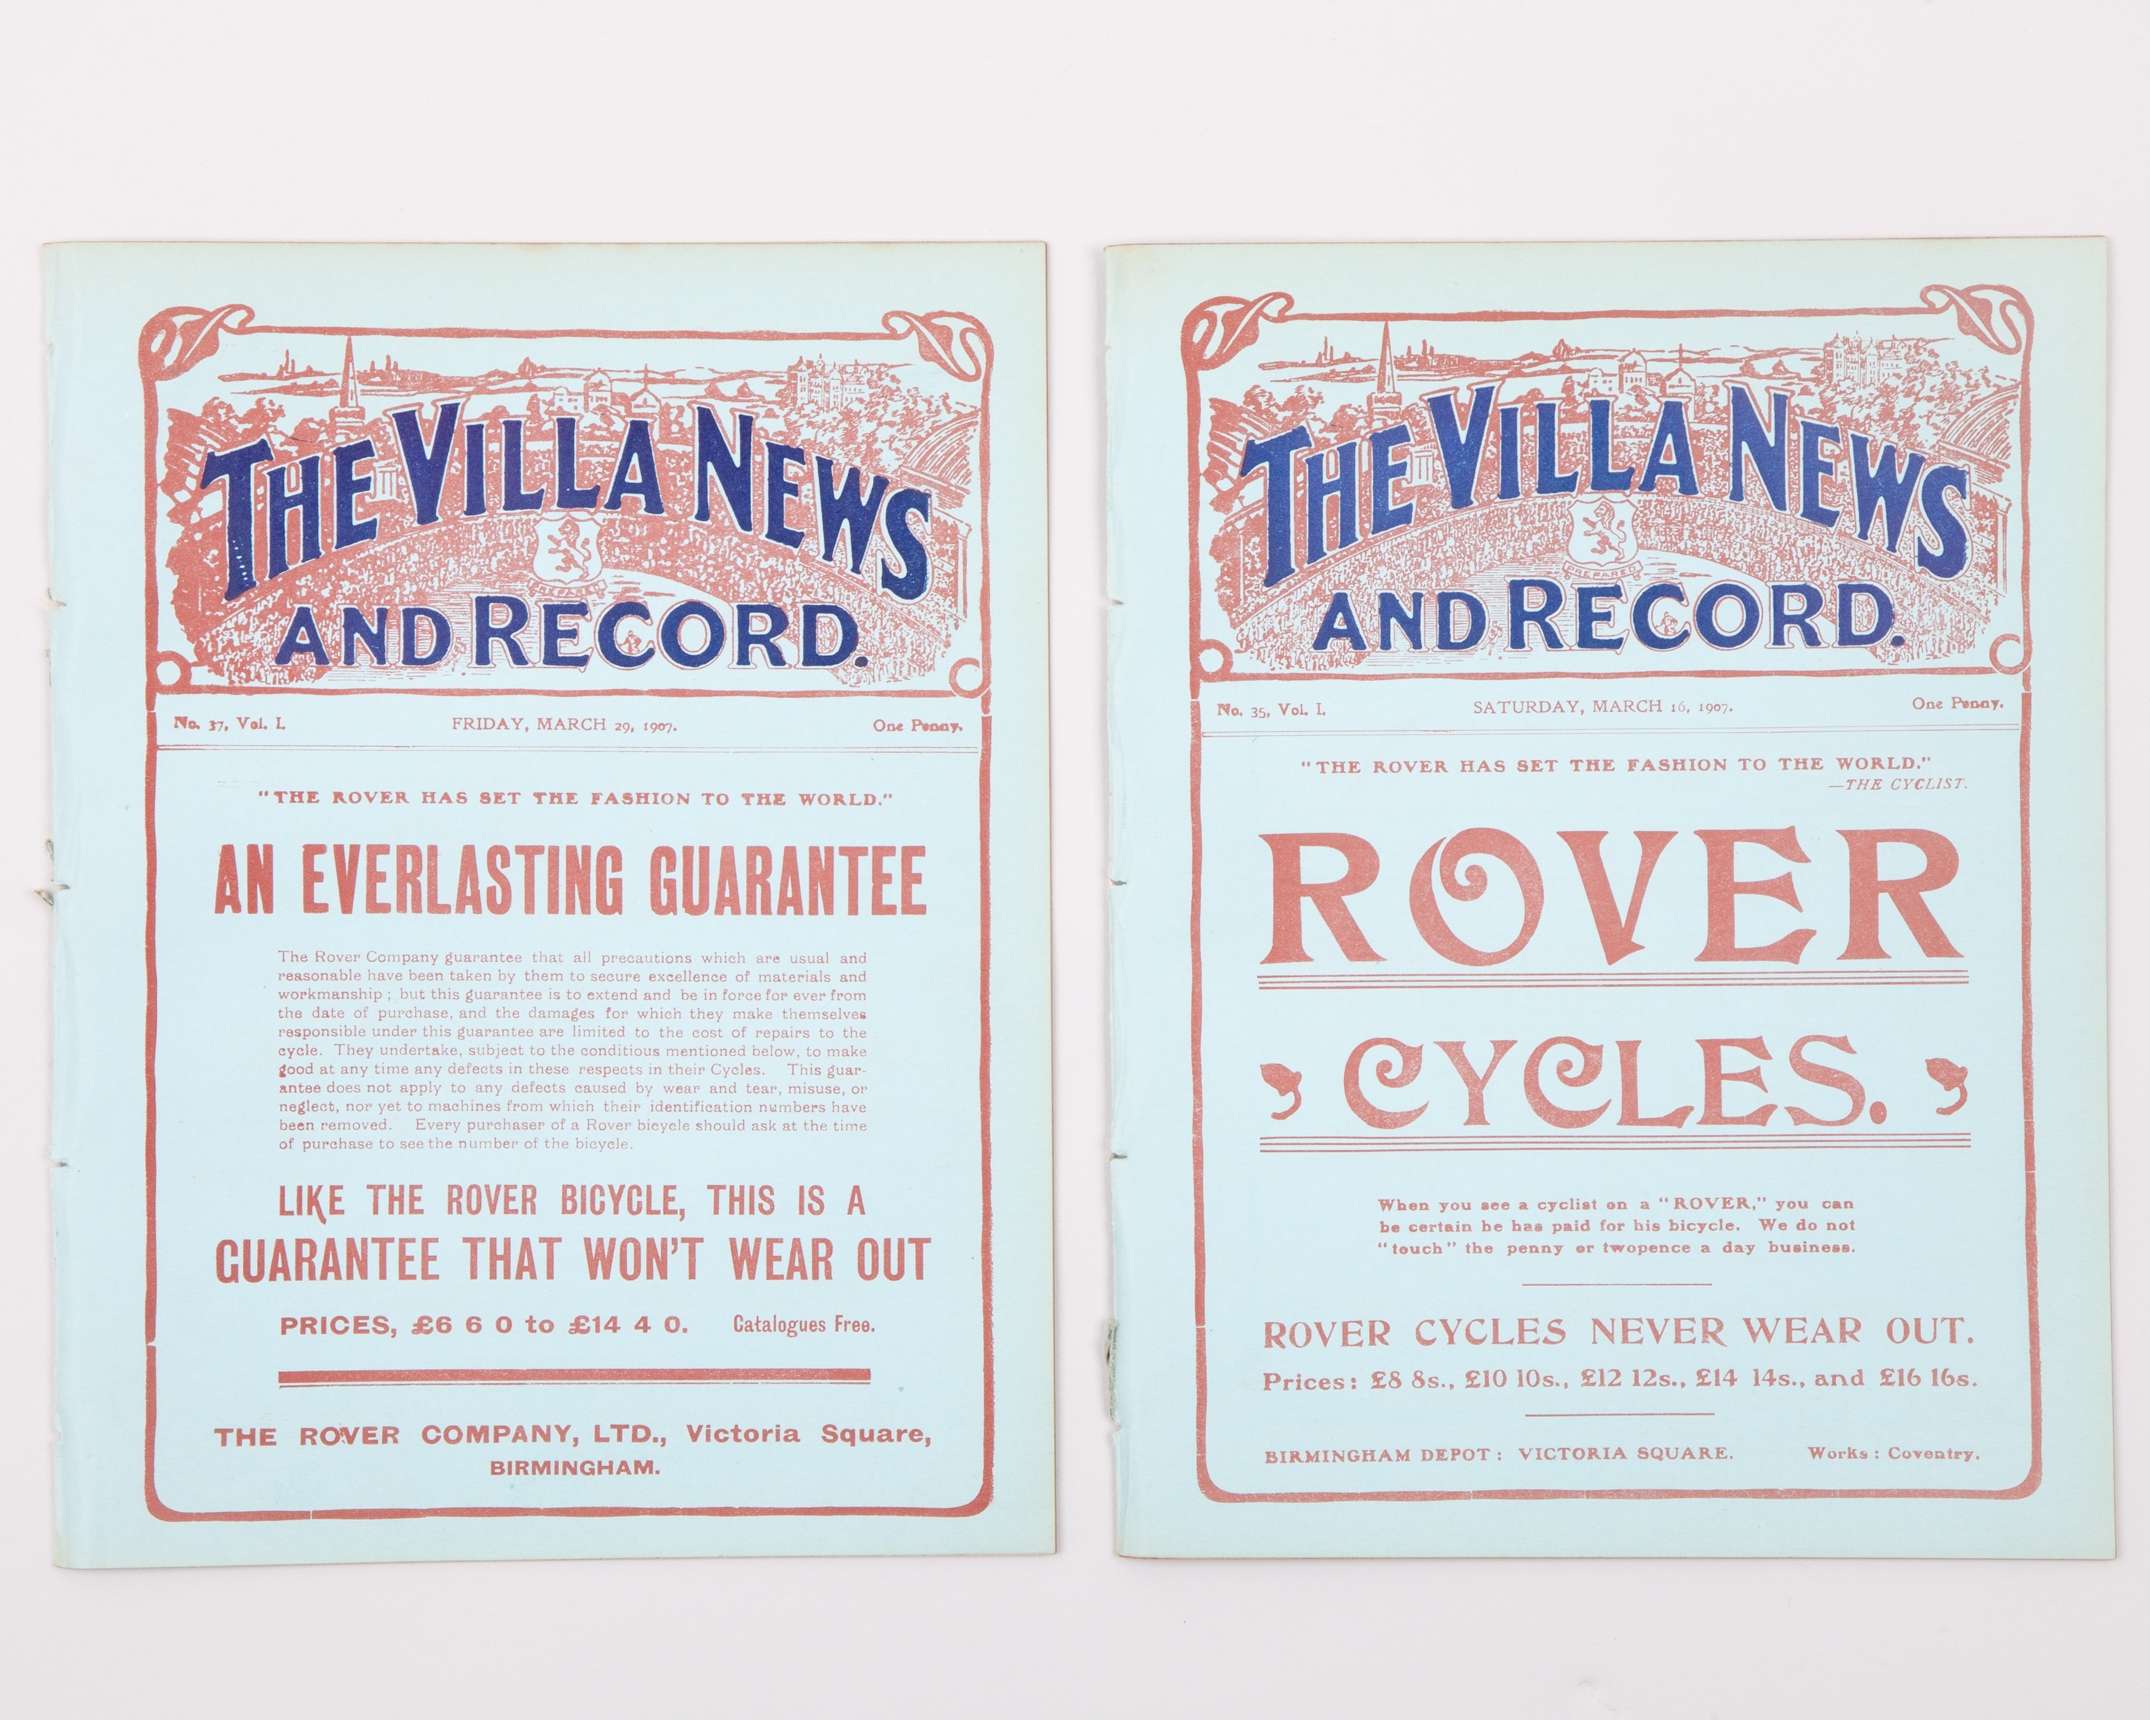 THE VILLA NEWS
AND RECORD.
No. 37, Vol. I.    FRIDAY, MARCH 29, 1907.    One Penny.
"THE ROVER HAS SET THE FASHION TO THE WORLD."
AN EVERLASTING GUARANTEE
The Rover Company guarantee that all precautions which are usual and
reasonable have been taken by them to secure excellence of materials and
workmanship; but this guarantee is to extend and be in force for ever from
the date of purchase, and the damages for which they make themselves
responsible under this guarantee are limited to the cost of repairs to the
cycle. They undertake, subject to the conditious mentioned below, to make
good at any time any defects in these respects in their Cycles. This guar-
antee does not apply to any defects caused by wear and tear, misuse, or
neglect, nor yet to machines from which their identification numbers have
been removed. Every purchaser of a Rover bicycle should ask at the time
of purchase to see the number of the bicycle.
LIKE THE ROVER BICYCLE, THIS IS A
GUARANTEE THAT WON'T WEAR OUT
PRICES, £6 6 0 to £14 4 0. Catalogues Free.
THE ROVER COMPANY, LTD., Victoria Square,
BIRMINGHAM.
THE VILLA NEWS
PREPARED
AND RECORD.
No. 35, Vol. I.    SATURDAY, MARCH 16, 1907.    One Penny.
"THE ROVER HAS SET THE FASHION TO THE WORLD."
—THE CYCLIST.
ROVER
CYCLES.
When you see a cyclist on a "ROVER," you can
be certain he has paid for his bicycle. We do not
"touch" the penny or twopence a day business.
ROVER CYCLES NEVER WEAR OUT.
Prices: £8 8s., £10 10s., £12 12s., £14 14s., and £16 16s.
BIRMINGHAM DEPOT: VICTORIA SQUARE.    Works: Coventry.